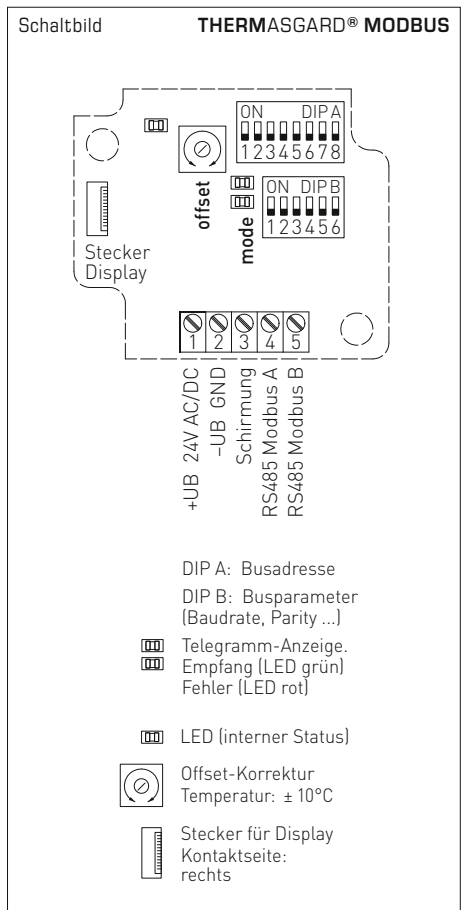 Schaltbild THERMASGARD® MODBUS
ON DIP A
1 2 3 4 5 6 7 8
offset
ON DIP B
1 2 3 4 5 6
mode
Stecker
Display
1 2 3 4 5
+UB 24V AC/DC
–UB GND
Schirmung
RS485 Modbus A
RS485 Modbus B
DIP A: Busadresse
DIP B: Busparameter
(Baudrate, Parity ...)
Telegramm-Anzeige.
Empfang (LED grün)
Fehler (LED rot)
LED (interner Status)
Offset-Korrektur
Temperatur: ± 10°C
Stecker für Display
Kontaktseite:
rechts